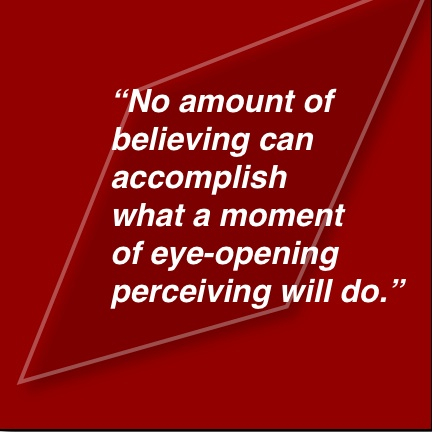 “No amount of
believing can
accomplish
what a moment
of eye-opening
perceiving will do.”